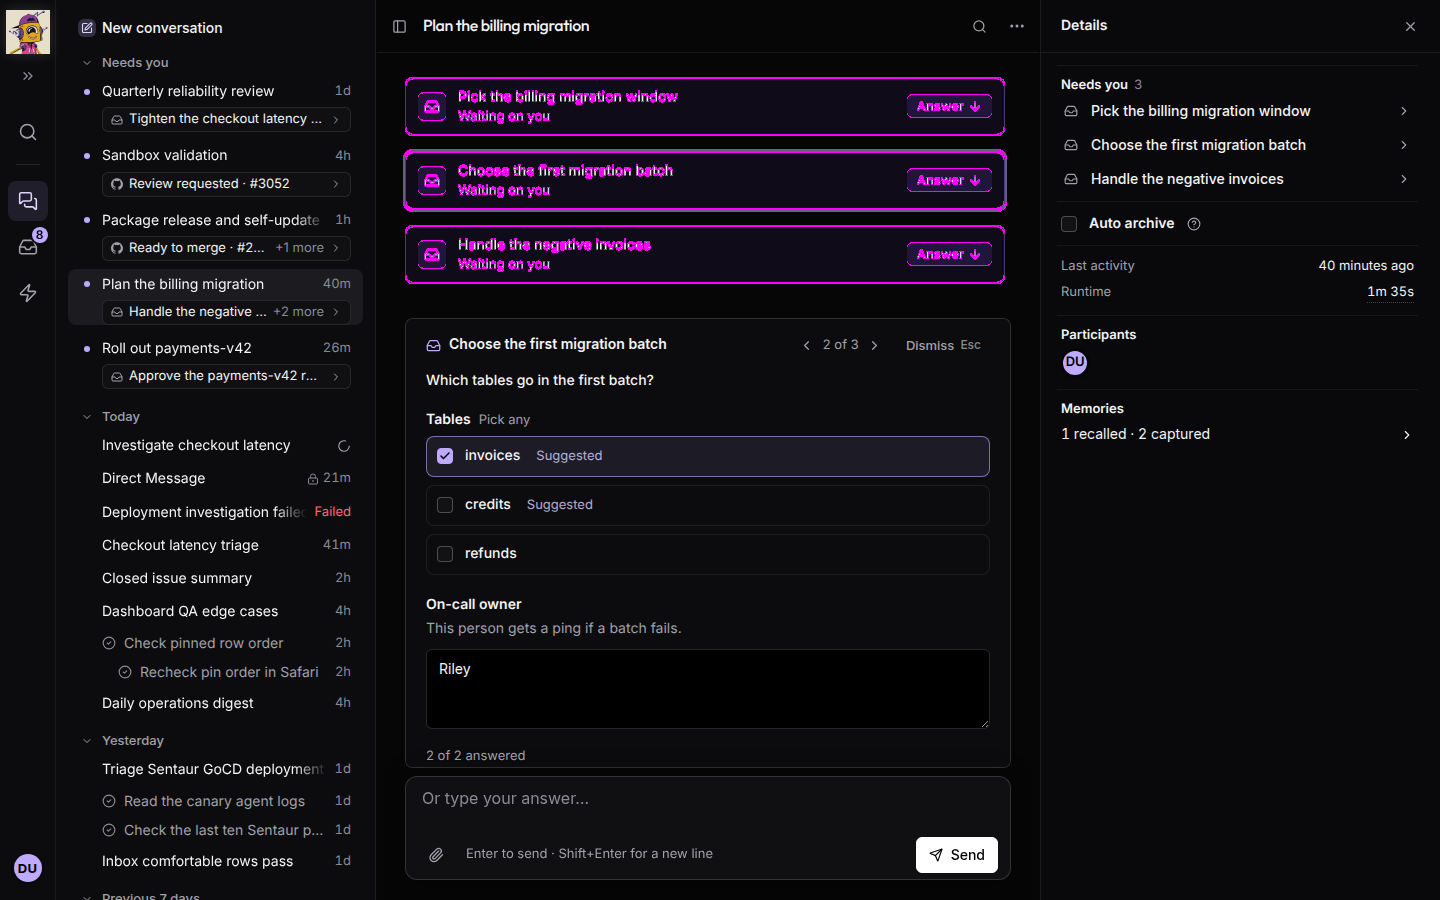 New conversation
Needs you
Quarterly reliability review 1d
Tighten the checkout latency ...
Sandbox validation 4h
Review requested · #3052
Package release and self-update 1h
8
Ready to merge · #2... +1 more
Plan the billing migration 40m
Handle the negative ... +2 more
Roll out payments-v42 26m
Approve the payments-v42 r...
Today
Investigate checkout latency
Direct Message 21m
Deployment investigation failed Failed
Checkout latency triage 41m
Closed issue summary 2h
Dashboard QA edge cases 4h
Check pinned row order 2h
Recheck pin order in Safari 2h
Daily operations digest 4h
Yesterday
Triage Sentaur GoCD deployment 1d
Read the canary agent logs 1d
Check the last ten Sentaur p... 1d
Inbox comfortable rows pass 1d
Previous 7 days
DU
Plan the billing migration
Pick the billing migration window
Waiting on you
Answer
Choose the first migration batch
Waiting on you
Answer
Handle the negative invoices
Waiting on you
Answer
Choose the first migration batch 2 of 3 Dismiss Esc
Which tables go in the first batch?
Tables Pick any
invoices Suggested
credits Suggested
refunds
On-call owner
This person gets a ping if a batch fails.
Riley
2 of 2 answered
Or type your answer...
Enter to send · Shift+Enter for a new line
Send
Details
Needs you 3
Pick the billing migration window
Choose the first migration batch
Handle the negative invoices
Auto archive
Last activity 40 minutes ago
Runtime 1m 35s
Participants
DU
Memories
1 recalled · 2 captured